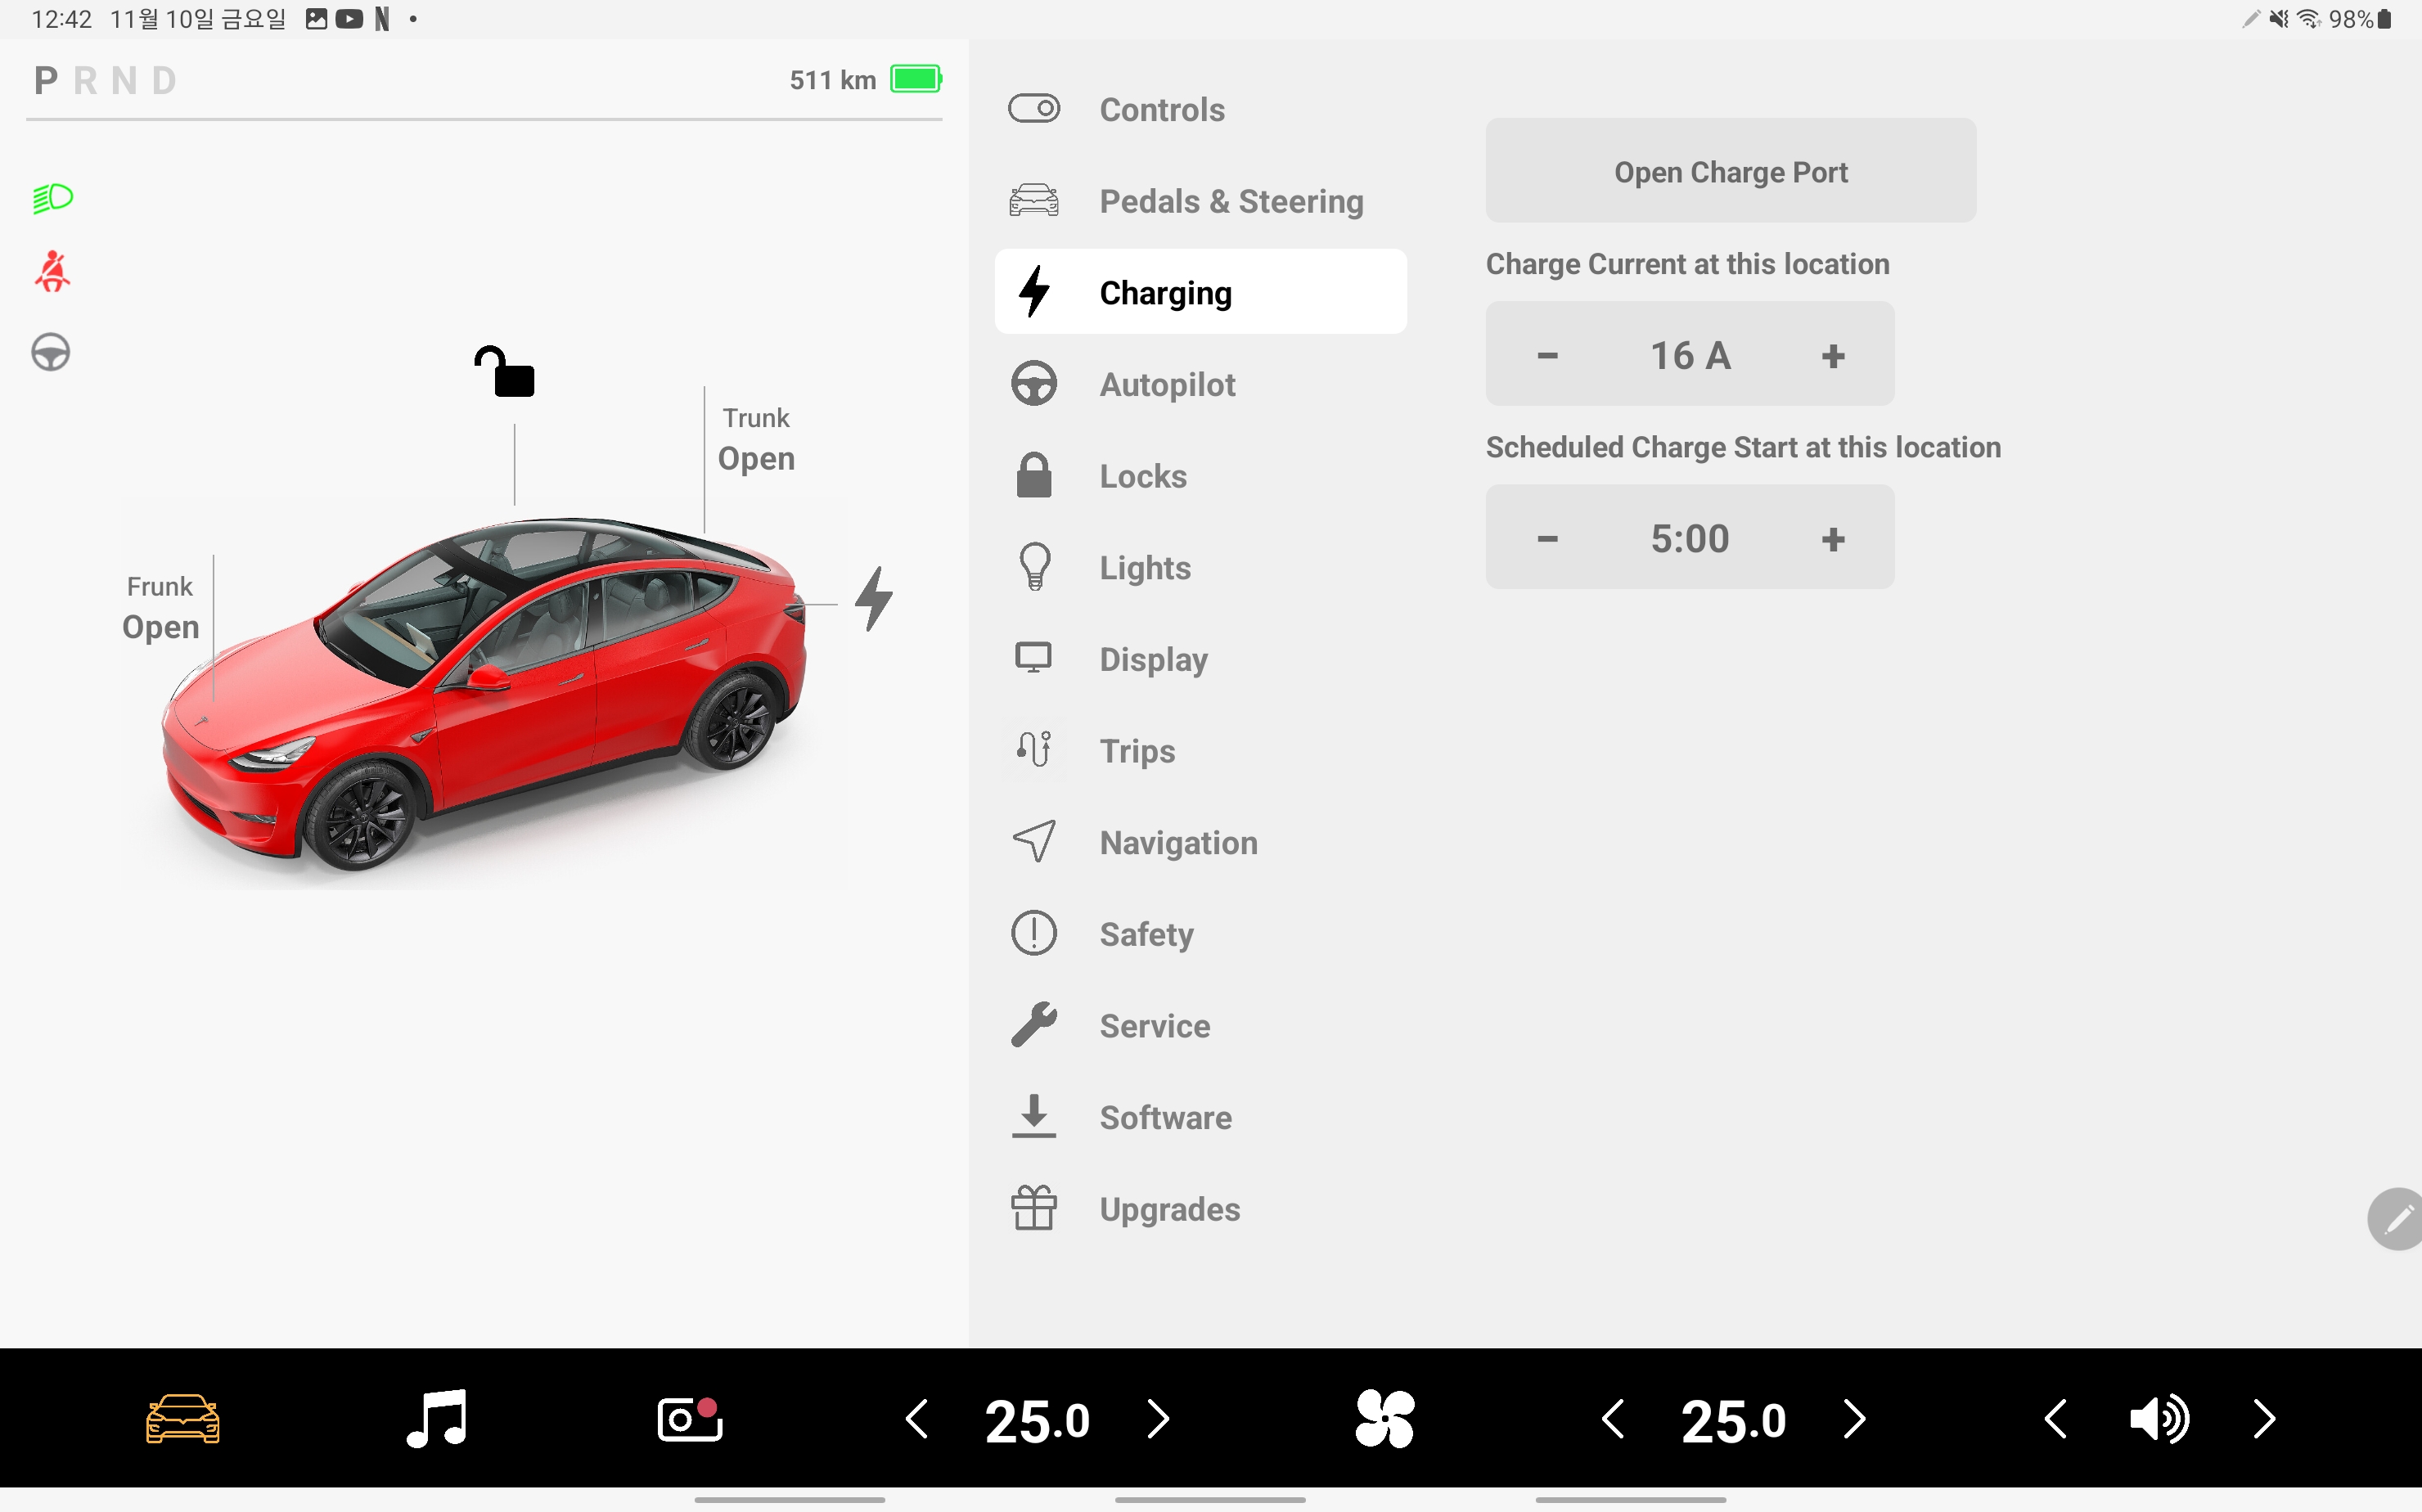 12:42 11월 10일 금요일
98%
P R N D
511 km
Trunk
Open
Frunk
Open
Controls
Pedals & Steering
Charging
Autopilot
Locks
Lights
Display
Trips
Navigation
Safety
Service
Software
Upgrades
Open Charge Port
Charge Current at this location
- 16 A +
Scheduled Charge Start at this location
- 5:00 +
25.0
25.0